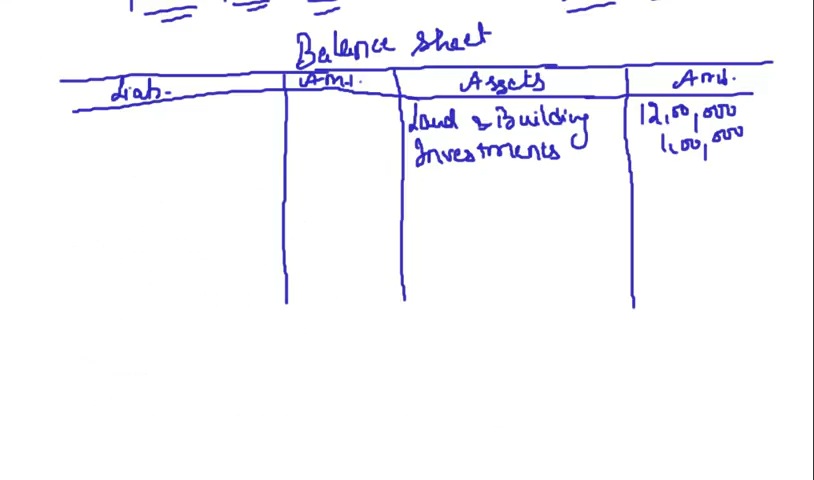 Balance sheet
Liab. Amt. Assets Amt.
Land & Building 12,00,000
Investments 1,00,000